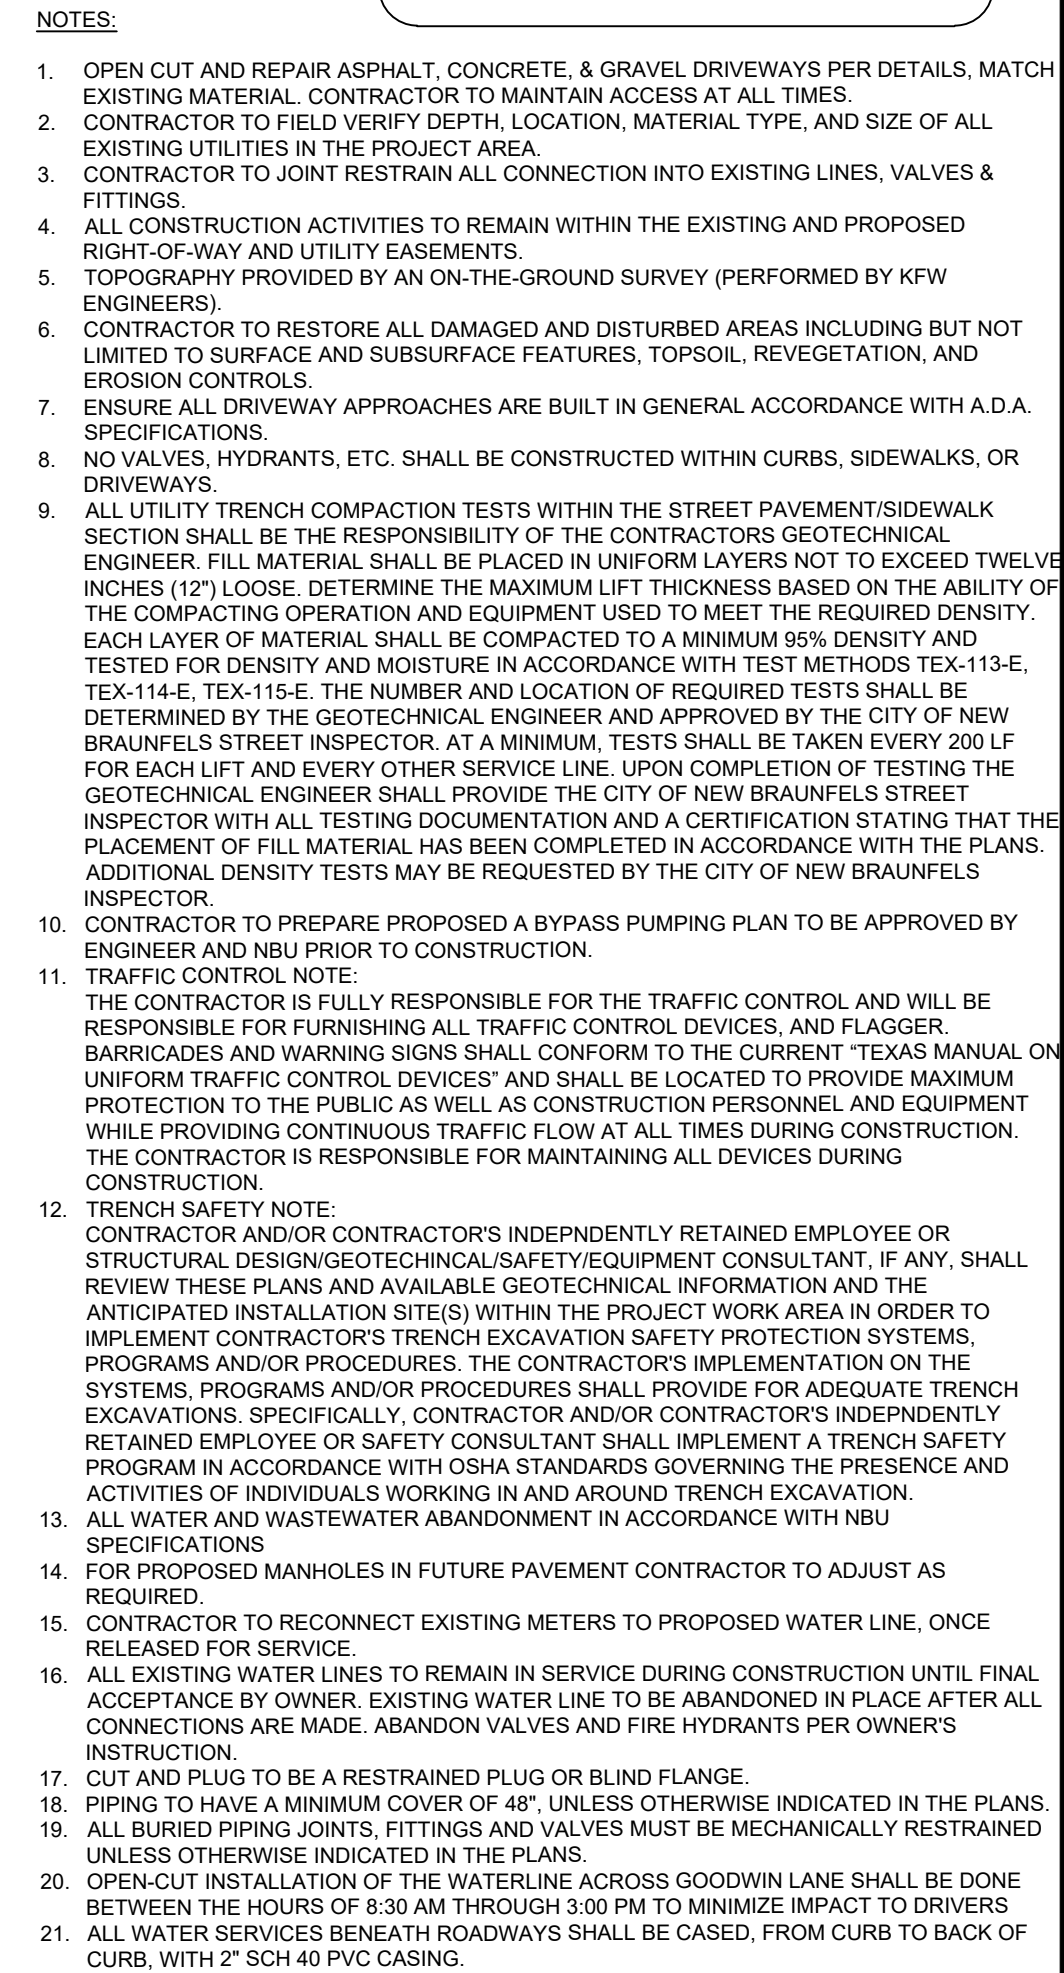 NOTES:
1. OPEN CUT AND REPAIR ASPHALT, CONCRETE, & GRAVEL DRIVEWAYS PER DETAILS, MATCH
EXISTING MATERIAL. CONTRACTOR TO MAINTAIN ACCESS AT ALL TIMES.
2. CONTRACTOR TO FIELD VERIFY DEPTH, LOCATION, MATERIAL TYPE, AND SIZE OF ALL
EXISTING UTILITIES IN THE PROJECT AREA.
3. CONTRACTOR TO JOINT RESTRAIN ALL CONNECTION INTO EXISTING LINES, VALVES &
FITTINGS.
4. ALL CONSTRUCTION ACTIVITIES TO REMAIN WITHIN THE EXISTING AND PROPOSED
RIGHT-OF-WAY AND UTILITY EASEMENTS.
5. TOPOGRAPHY PROVIDED BY AN ON-THE-GROUND SURVEY (PERFORMED BY KFW
ENGINEERS).
6. CONTRACTOR TO RESTORE ALL DAMAGED AND DISTURBED AREAS INCLUDING BUT NOT
LIMITED TO SURFACE AND SUBSURFACE FEATURES, TOPSOIL, REVEGETATION, AND
EROSION CONTROLS.
7. ENSURE ALL DRIVEWAY APPROACHES ARE BUILT IN GENERAL ACCORDANCE WITH A.D.A.
SPECIFICATIONS.
8. NO VALVES, HYDRANTS, ETC. SHALL BE CONSTRUCTED WITHIN CURBS, SIDEWALKS, OR
DRIVEWAYS.
9. ALL UTILITY TRENCH COMPACTION TESTS WITHIN THE STREET PAVEMENT/SIDEWALK
SECTION SHALL BE THE RESPONSIBILITY OF THE CONTRACTORS GEOTECHNICAL
ENGINEER. FILL MATERIAL SHALL BE PLACED IN UNIFORM LAYERS NOT TO EXCEED TWELVE
INCHES (12") LOOSE. DETERMINE THE MAXIMUM LIFT THICKNESS BASED ON THE ABILITY OF
THE COMPACTING OPERATION AND EQUIPMENT USED TO MEET THE REQUIRED DENSITY.
EACH LAYER OF MATERIAL SHALL BE COMPACTED TO A MINIMUM 95% DENSITY AND
TESTED FOR DENSITY AND MOISTURE IN ACCORDANCE WITH TEST METHODS TEX-113-E,
TEX-114-E, TEX-115-E. THE NUMBER AND LOCATION OF REQUIRED TESTS SHALL BE
DETERMINED BY THE GEOTECHNICAL ENGINEER AND APPROVED BY THE CITY OF NEW
BRAUNFELS STREET INSPECTOR. AT A MINIMUM, TESTS SHALL BE TAKEN EVERY 200 LF
FOR EACH LIFT AND EVERY OTHER SERVICE LINE. UPON COMPLETION OF TESTING THE
GEOTECHNICAL ENGINEER SHALL PROVIDE THE CITY OF NEW BRAUNFELS STREET
INSPECTOR WITH ALL TESTING DOCUMENTATION AND A CERTIFICATION STATING THAT THE
PLACEMENT OF FILL MATERIAL HAS BEEN COMPLETED IN ACCORDANCE WITH THE PLANS.
ADDITIONAL DENSITY TESTS MAY BE REQUESTED BY THE CITY OF NEW BRAUNFELS
INSPECTOR.
10. CONTRACTOR TO PREPARE PROPOSED A BYPASS PUMPING PLAN TO BE APPROVED BY
ENGINEER AND NBU PRIOR TO CONSTRUCTION.
11. TRAFFIC CONTROL NOTE:
THE CONTRACTOR IS FULLY RESPONSIBLE FOR THE TRAFFIC CONTROL AND WILL BE
RESPONSIBLE FOR FURNISHING ALL TRAFFIC CONTROL DEVICES, AND FLAGGER.
BARRICADES AND WARNING SIGNS SHALL CONFORM TO THE CURRENT “TEXAS MANUAL ON
UNIFORM TRAFFIC CONTROL DEVICES” AND SHALL BE LOCATED TO PROVIDE MAXIMUM
PROTECTION TO THE PUBLIC AS WELL AS CONSTRUCTION PERSONNEL AND EQUIPMENT
WHILE PROVIDING CONTINUOUS TRAFFIC FLOW AT ALL TIMES DURING CONSTRUCTION.
THE CONTRACTOR IS RESPONSIBLE FOR MAINTAINING ALL DEVICES DURING
CONSTRUCTION.
12. TRENCH SAFETY NOTE:
CONTRACTOR AND/OR CONTRACTOR'S INDEPNDENTLY RETAINED EMPLOYEE OR
STRUCTURAL DESIGN/GEOTECHINCAL/SAFETY/EQUIPMENT CONSULTANT, IF ANY, SHALL
REVIEW THESE PLANS AND AVAILABLE GEOTECHNICAL INFORMATION AND THE
ANTICIPATED INSTALLATION SITE(S) WITHIN THE PROJECT WORK AREA IN ORDER TO
IMPLEMENT CONTRACTOR'S TRENCH EXCAVATION SAFETY PROTECTION SYSTEMS,
PROGRAMS AND/OR PROCEDURES. THE CONTRACTOR'S IMPLEMENTATION ON THE
SYSTEMS, PROGRAMS AND/OR PROCEDURES SHALL PROVIDE FOR ADEQUATE TRENCH
EXCAVATIONS. SPECIFICALLY, CONTRACTOR AND/OR CONTRACTOR'S INDEPNDENTLY
RETAINED EMPLOYEE OR SAFETY CONSULTANT SHALL IMPLEMENT A TRENCH SAFETY
PROGRAM IN ACCORDANCE WITH OSHA STANDARDS GOVERNING THE PRESENCE AND
ACTIVITIES OF INDIVIDUALS WORKING IN AND AROUND TRENCH EXCAVATION.
13. ALL WATER AND WASTEWATER ABANDONMENT IN ACCORDANCE WITH NBU
SPECIFICATIONS
14. FOR PROPOSED MANHOLES IN FUTURE PAVEMENT CONTRACTOR TO ADJUST AS
REQUIRED.
15. CONTRACTOR TO RECONNECT EXISTING METERS TO PROPOSED WATER LINE, ONCE
RELEASED FOR SERVICE.
16. ALL EXISTING WATER LINES TO REMAIN IN SERVICE DURING CONSTRUCTION UNTIL FINAL
ACCEPTANCE BY OWNER. EXISTING WATER LINE TO BE ABANDONED IN PLACE AFTER ALL
CONNECTIONS ARE MADE. ABANDON VALVES AND FIRE HYDRANTS PER OWNER'S
INSTRUCTION.
17. CUT AND PLUG TO BE A RESTRAINED PLUG OR BLIND FLANGE.
18. PIPING TO HAVE A MINIMUM COVER OF 48", UNLESS OTHERWISE INDICATED IN THE PLANS.
19. ALL BURIED PIPING JOINTS, FITTINGS AND VALVES MUST BE MECHANICALLY RESTRAINED
UNLESS OTHERWISE INDICATED IN THE PLANS.
20. OPEN-CUT INSTALLATION OF THE WATERLINE ACROSS GOODWIN LANE SHALL BE DONE
BETWEEN THE HOURS OF 8:30 AM THROUGH 3:00 PM TO MINIMIZE IMPACT TO DRIVERS
21. ALL WATER SERVICES BENEATH ROADWAYS SHALL BE CASED, FROM CURB TO BACK OF
CURB, WITH 2" SCH 40 PVC CASING.